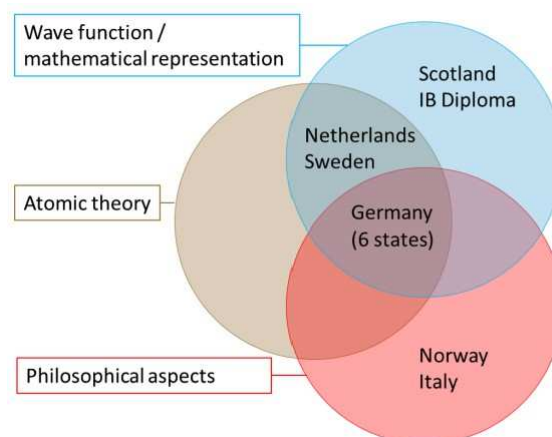 Wave function /
mathematical representation
Scotland
IB Diploma
Netherlands
Sweden
Atomic theory
Germany
(6 states)
Norway
Italy
Philosophical aspects